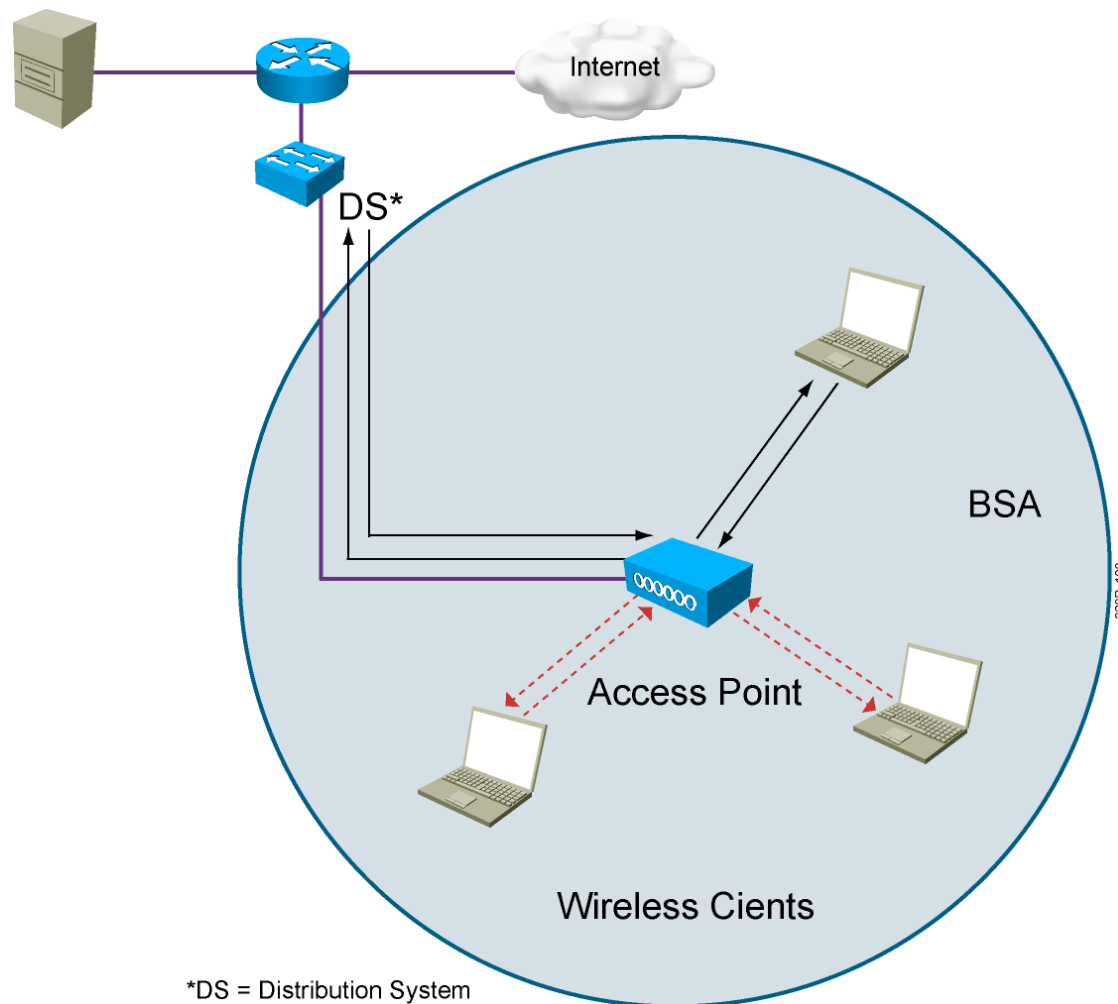 Internet
DS*
BSA
Access Point
Wireless Cients
*DS = Distribution System